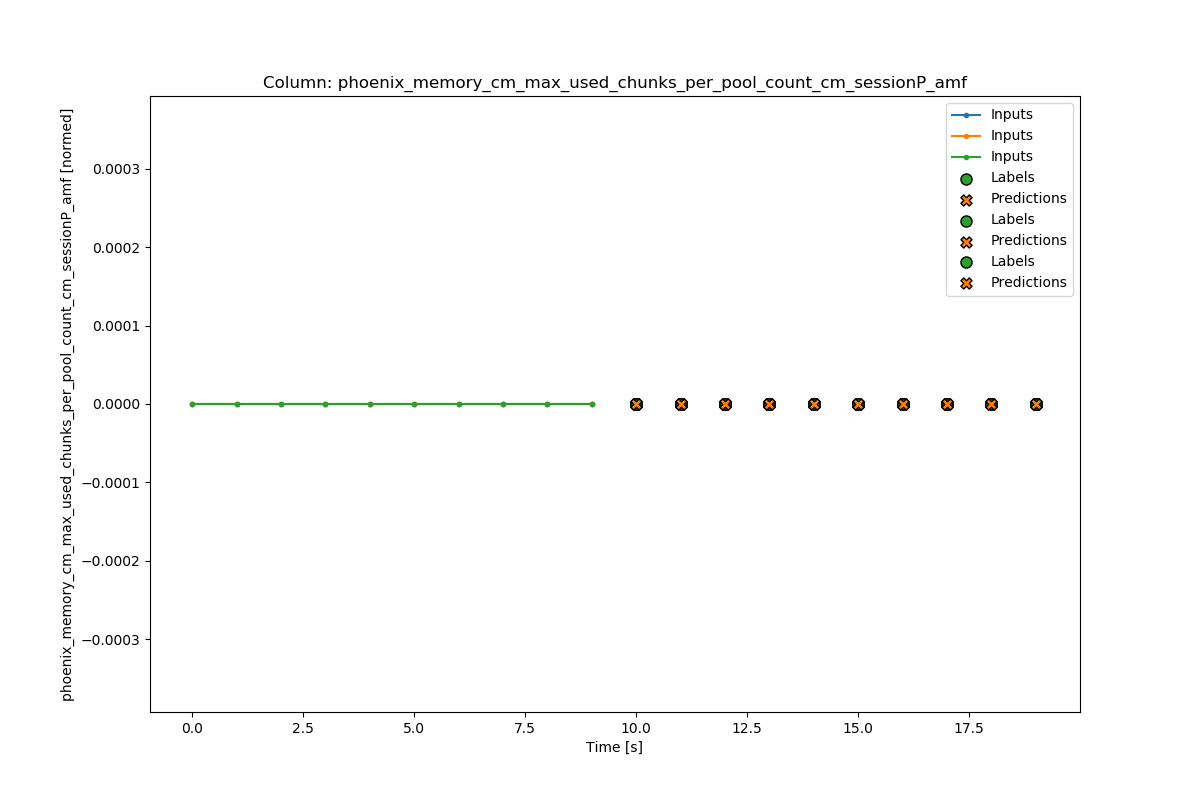 Column: phoenix_memory_cm_max_used_chunks_per_pool_count_cm_sessionP_amf
phoenix_memory_cm_max_used_chunks_per_pool_count_cm_sessionP_amf [normed]
0.0003
0.0002
0.0001
0.0000
−0.0001
−0.0002
−0.0003
Inputs
Inputs
Inputs
Labels
Predictions
Labels
Predictions
Labels
Predictions
0.0 2.5 5.0 7.5 10.0 12.5 15.0 17.5
Time [s]